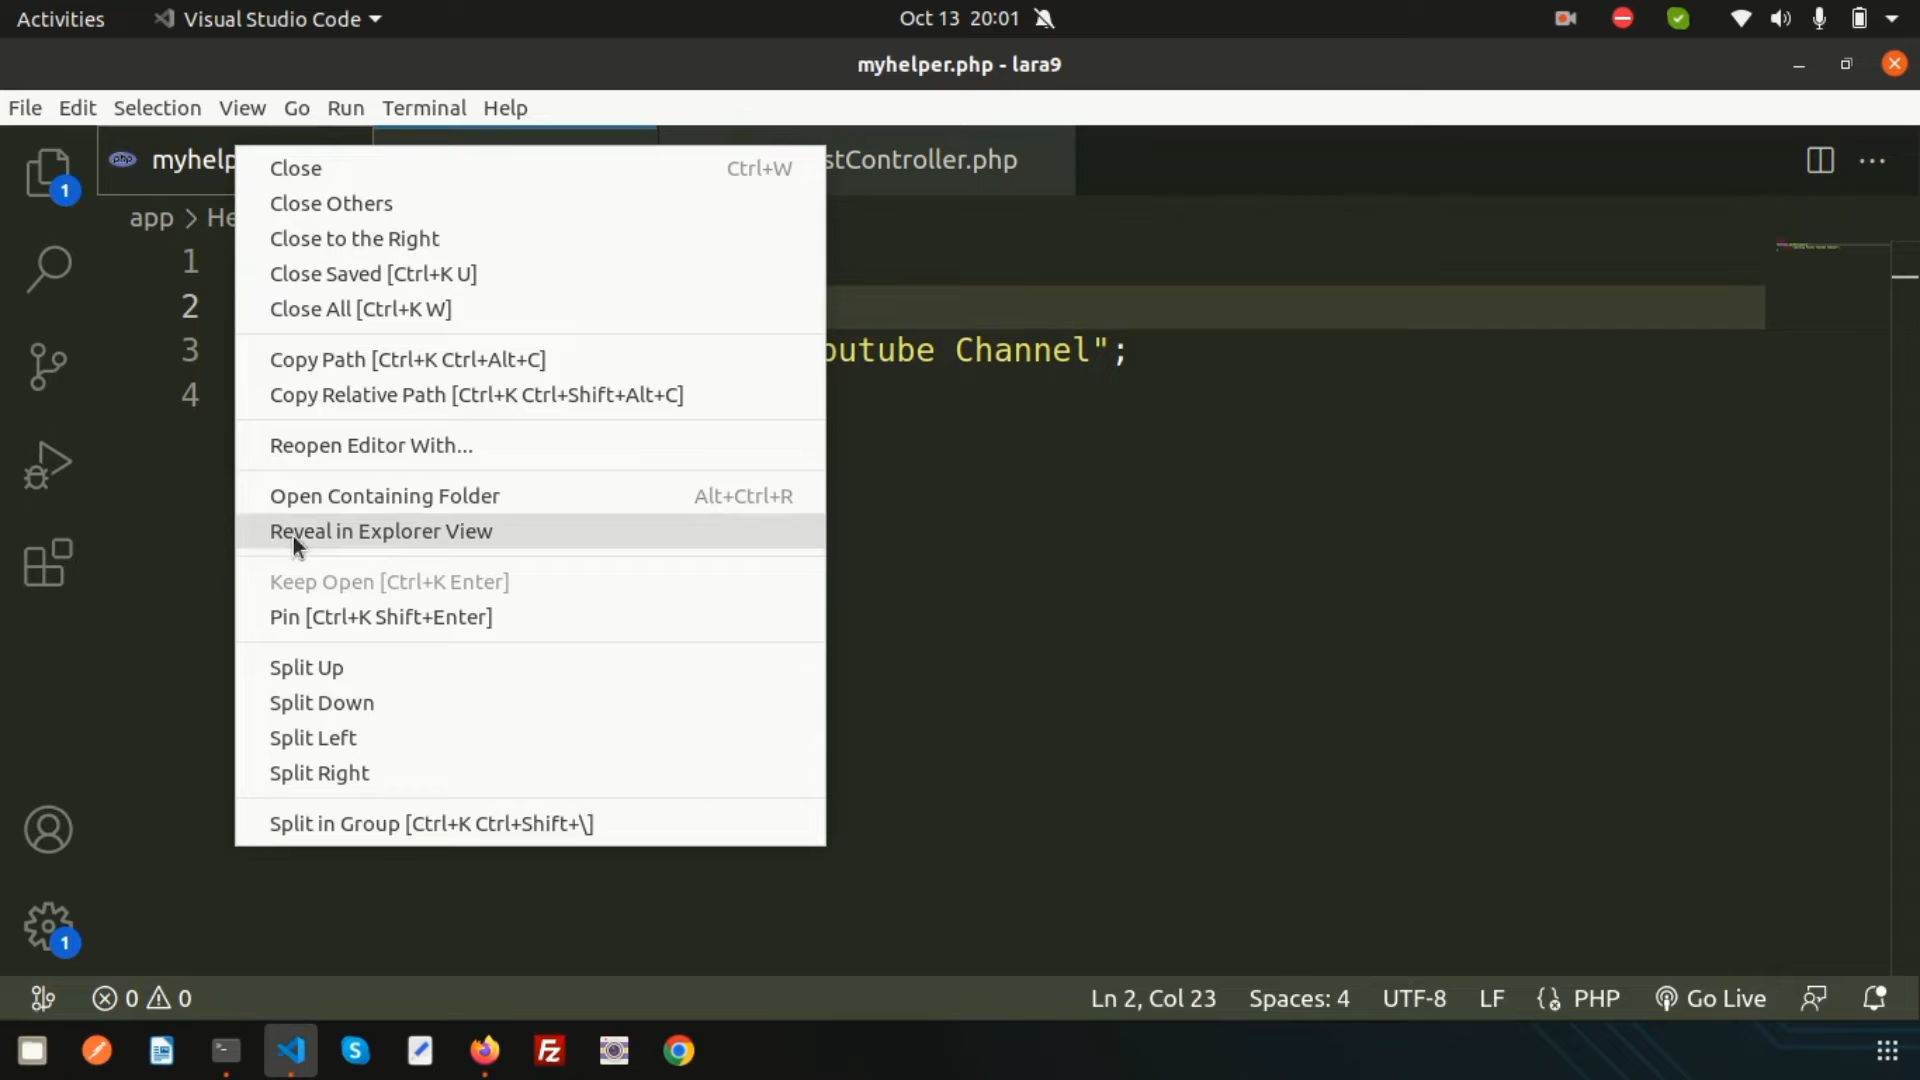 Activities Visual Studio Code Oct 13 20:01
myhelper.php - lara9
File Edit Selection View Go Run Terminal Help
1 myhelp stController.php
app > He
1
2
3 outube Channel";
4
Close Ctrl+W
Close Others
Close to the Right
Close Saved [Ctrl+K U]
Close All [Ctrl+K W]
Copy Path [Ctrl+K Ctrl+Alt+C]
Copy Relative Path [Ctrl+K Ctrl+Shift+Alt+C]
Reopen Editor With...
Open Containing Folder Alt+Ctrl+R
Reveal in Explorer View
Keep Open [Ctrl+K Enter]
Pin [Ctrl+K Shift+Enter]
Split Up
Split Down
Split Left
Split Right
Split in Group [Ctrl+K Ctrl+Shift+\]
1
0 0 Ln 2, Col 23 Spaces: 4 UTF-8 LF PHP Go Live